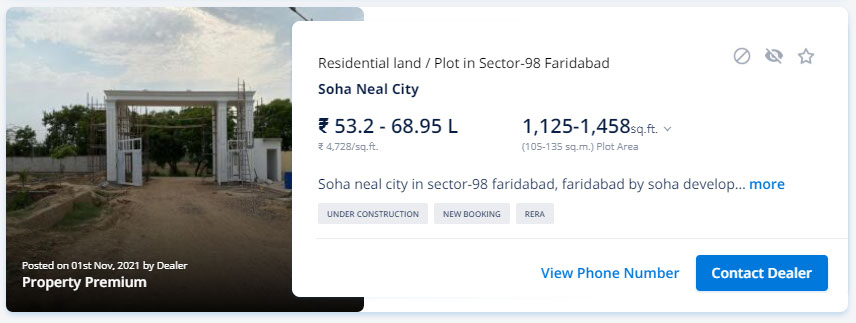 Residential land / Plot in Sector-98 Faridabad
Soha Neal City
₹ 53.2 - 68.95 L
₹ 4,728/sq.ft.
1,125-1,458sq.ft.
(105-135 sq.m.) Plot Area
Soha neal city in sector-98 faridabad, faridabad by soha develop... more
UNDER CONSTRUCTION
NEW BOOKING
RERA
Posted on 01st Nov, 2021 by Dealer
Property Premium
View Phone Number
Contact Dealer